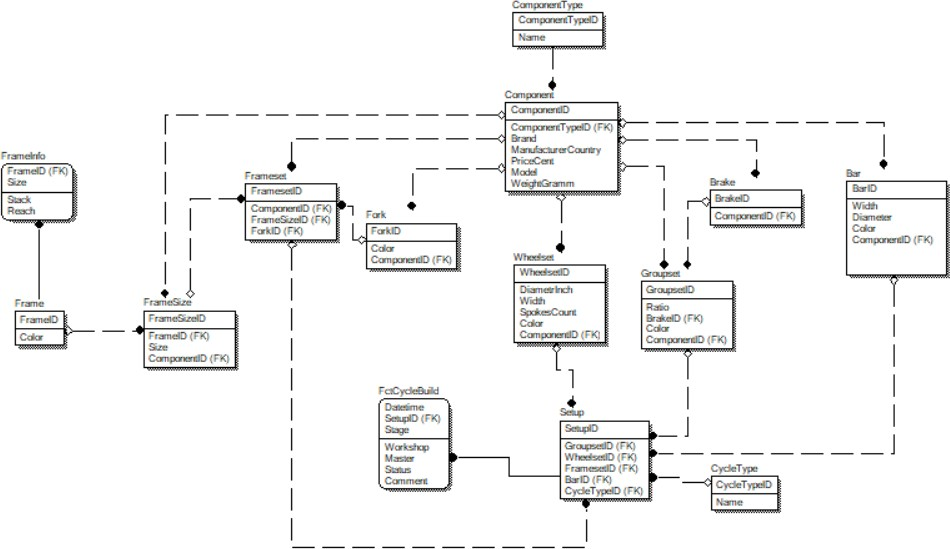 ComponentType
ComponentTypeID
Name
Component
ComponentID
ComponentTypeID (FK)
Brand
ManufacturerCountry
PriceCent
Model
WeightGramm
FrameInfo
FrameID (FK)
Size
Stack
Reach
Frameset
FramesetID
ComponentID (FK)
FrameSizeID (FK)
ForkID (FK)
Fork
ForkID
Color
ComponentID (FK)
Brake
BrakeID
ComponentID (FK)
Bar
BarID
Width
Diameter
Color
ComponentID (FK)
Wheelset
WheelsetID
DiametrInch
Width
SpokesCount
Color
ComponentID (FK)
Groupset
GroupsetID
Ratio
BrakeID (FK)
Color
ComponentID (FK)
Frame
FrameID
Color
FrameSize
FrameSizeID
FrameID (FK)
Size
ComponentID (FK)
FctCycleBuild
Datetime
SetupID (FK)
Stage
Workshop
Master
Status
Comment
Setup
SetupID
GroupsetID (FK)
WheelsetID (FK)
FramesetID (FK)
BarID (FK)
CycleTypeID (FK)
CycleType
CycleTypeID
Name